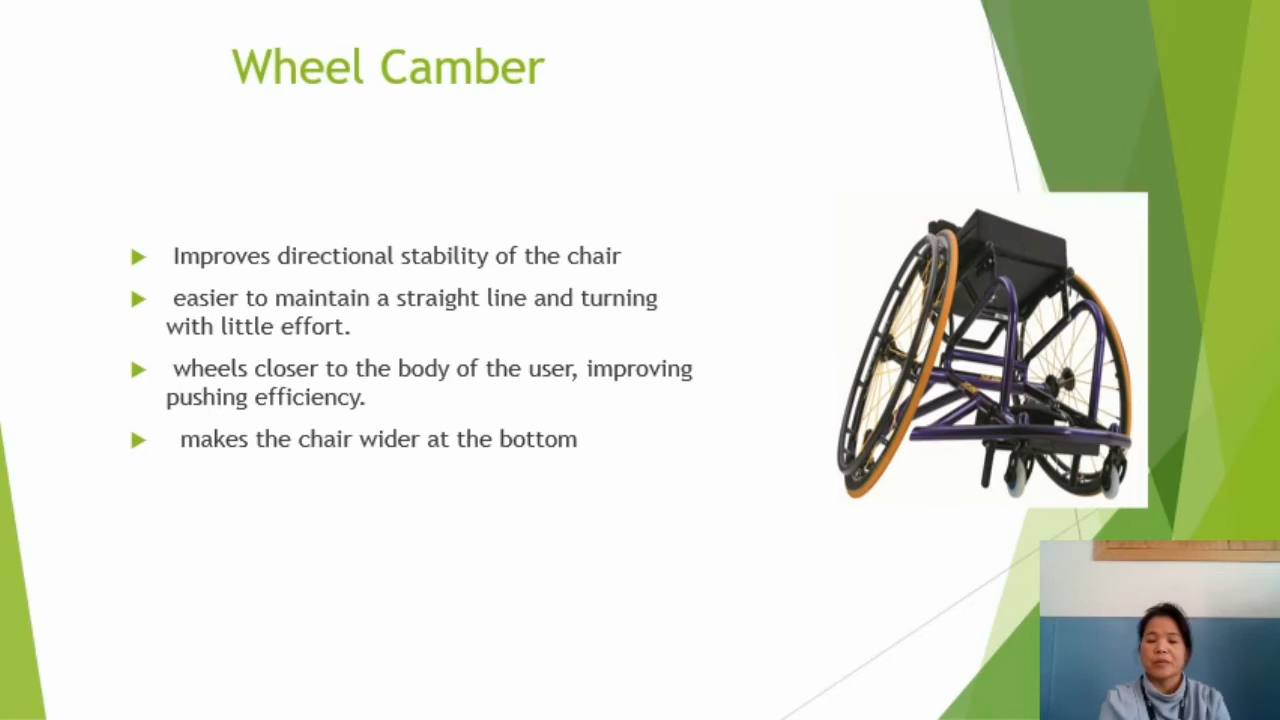 Wheel Camber
Improves directional stability of the chair
easier to maintain a straight line and turning
with little effort.
wheels closer to the body of the user, improving
pushing efficiency.
makes the chair wider at the bottom